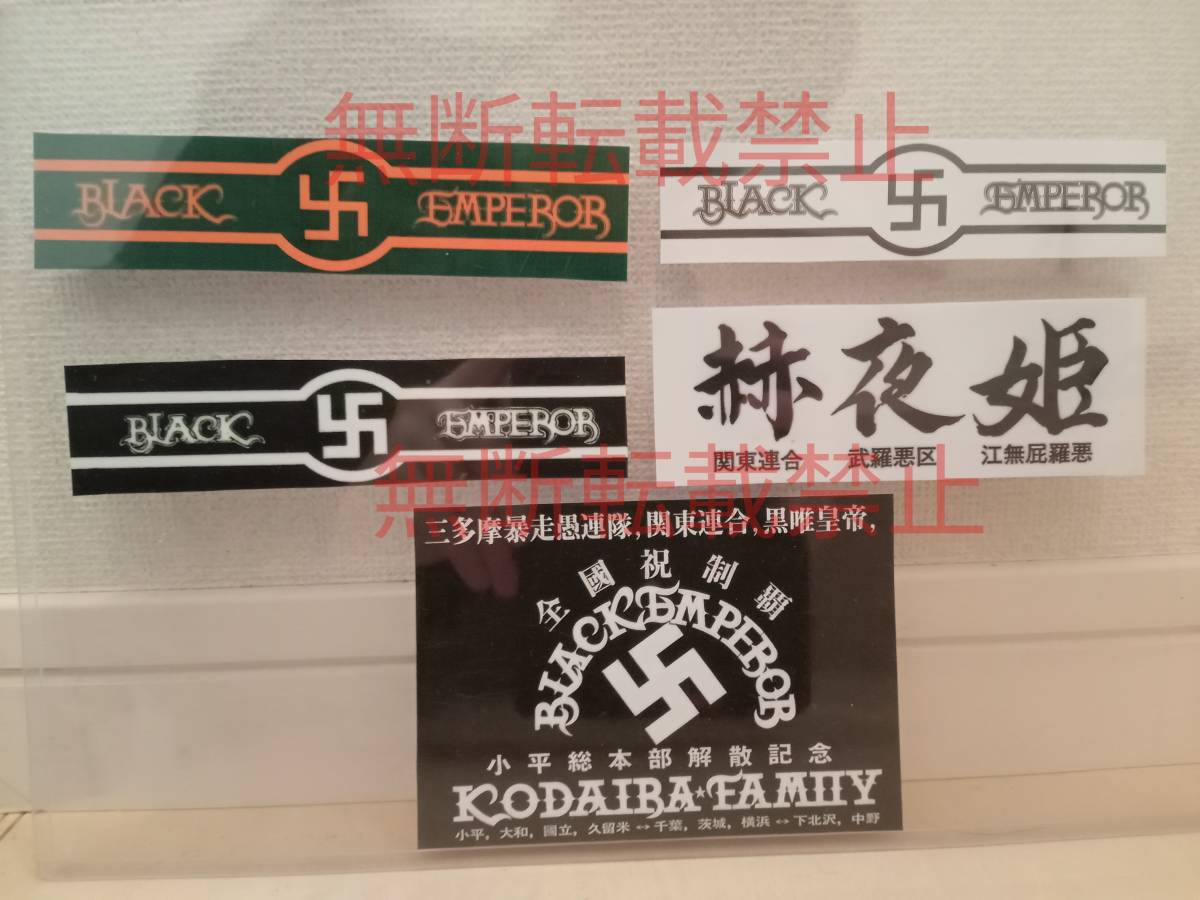 無断転載禁止
BLACK 卍 EMPEROR
BLACK 卍 EMPEROR
赫夜姫
関東連合 武羅悪区 江無屁羅悪
BLACK 卍 EMPEROR
無断転載禁止
三多摩暴走愚連隊,関東連合,黒唯皇帝,
全國祝制覇
BLACK EMPEROR
卍
小平総本部解散記念
KODAIRA★FAMIIY
小平, 大和, 國立, 久留米↔千葉, 茨城, 横浜↔下北沢, 中野